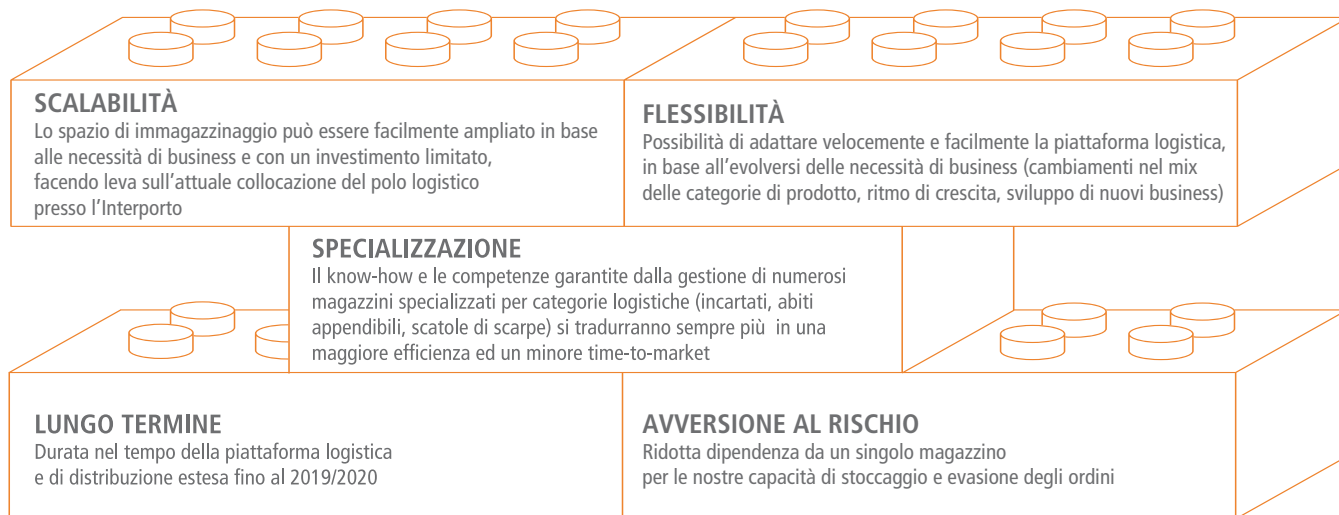 SCALABILITÀ
Lo spazio di immagazzinaggio può essere facilmente ampliato in base
alle necessità di business e con un investimento limitato,
facendo leva sull'attuale collocazione del polo logistico
presso l'Interporto
FLESSIBILITÀ
Possibilità di adattare velocemente e facilmente la piattaforma logistica,
in base all'evolversi delle necessità di business (cambiamenti nel mix
delle categorie di prodotto, ritmo di crescita, sviluppo di nuovi business)
SPECIALIZZAZIONE
Il know-how e le competenze garantite dalla gestione di numerosi
magazzini specializzati per categorie logistiche (incartati, abiti
appendibili, scatole di scarpe) si tradurranno sempre più in una
maggiore efficienza ed un minore time-to-market
LUNGO TERMINE
Durata nel tempo della piattaforma logistica
e di distribuzione estesa fino al 2019/2020
AVVERSIONE AL RISCHIO
Ridotta dipendenza da un singolo magazzino
per le nostre capacità di stoccaggio e evasione degli ordini